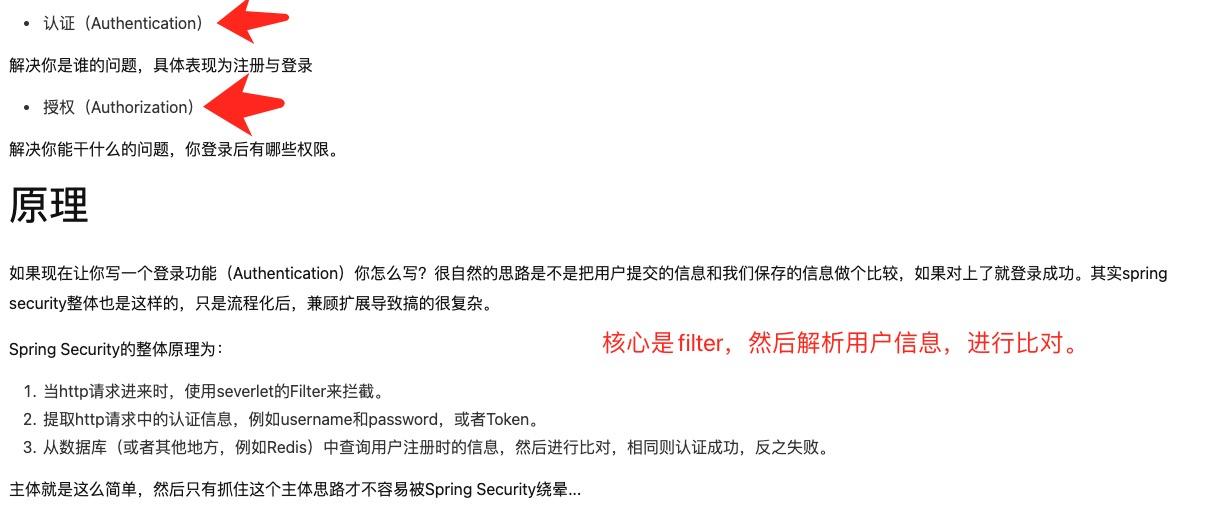 • 认证（Authentication）
解决你是谁的问题，具体表现为注册与登录
• 授权（Authorization）
解决你能干什么的问题，你登录后有哪些权限。
原理
如果现在让你写一个登录功能（Authentication）你怎么写？很自然的思路是不是把用户提交的信息和我们保存的信息做个比较，如果对上了就登录成功。其实spring
security整体也是这样的，只是流程化后，兼顾扩展导致搞的很复杂。
核心是filter，然后解析用户信息，进行比对。
Spring Security的整体原理为：
1. 当http请求进来时，使用severlet的Filter来拦截。
2. 提取http请求中的认证信息，例如username和password，或者Token。
3. 从数据库（或者其他地方，例如Redis）中查询用户注册时的信息，然后进行比对，相同则认证成功，反之失败。
主体就是这么简单，然后只有抓住这个主体思路才不容易被Spring Security绕晕...